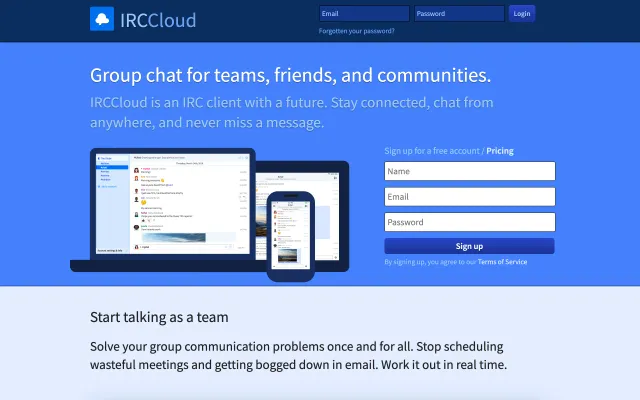 IRCCloud
Email
Password
Login
Forgotten your password?
Group chat for teams, friends, and communities.
IRCCloud is an IRC client with a future. Stay connected, chat from
anywhere, and never miss a message.
Sign up for a free account / Pricing
Name
Email
Password
Sign up
By signing up, you agree to our Terms of Service
Start talking as a team
Solve your group communication problems once and for all. Stop scheduling
wasteful meetings and getting bogged down in email. Work it out in real time.